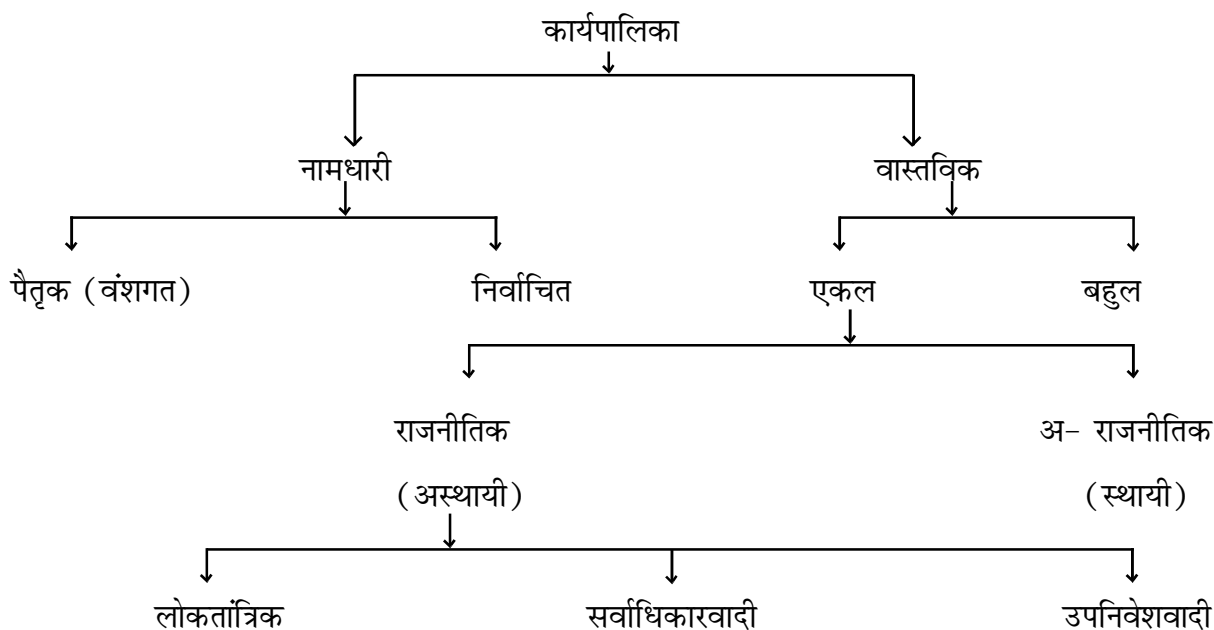 कार्यपालिका
नामधारी वास्तविक
पैतृक (वंशगत) निर्वाचित एकल बहुल
राजनीतिक अ- राजनीतिक
(अस्थायी) (स्थायी)
लोकतांत्रिक सर्वाधिकारवादी उपनिवेशवादी